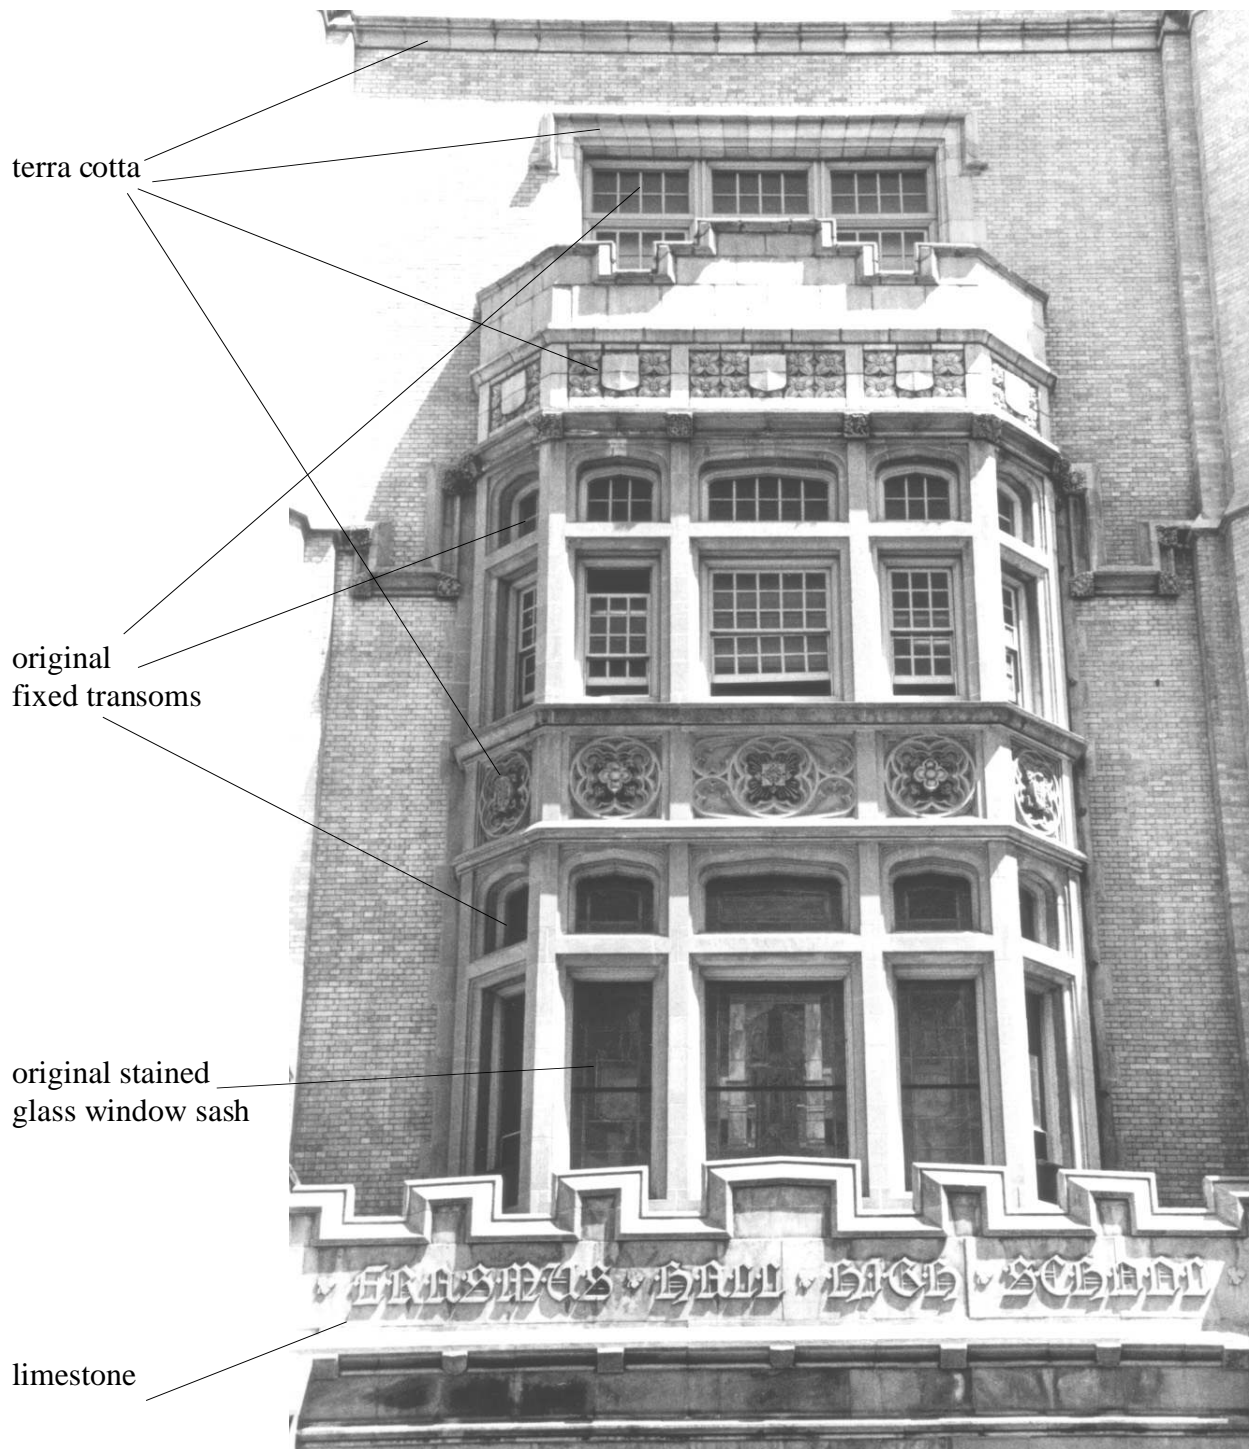 terra cotta
original
fixed transoms
original stained
glass window sash
ERASMUS HALL HIGH SCHOOL
limestone